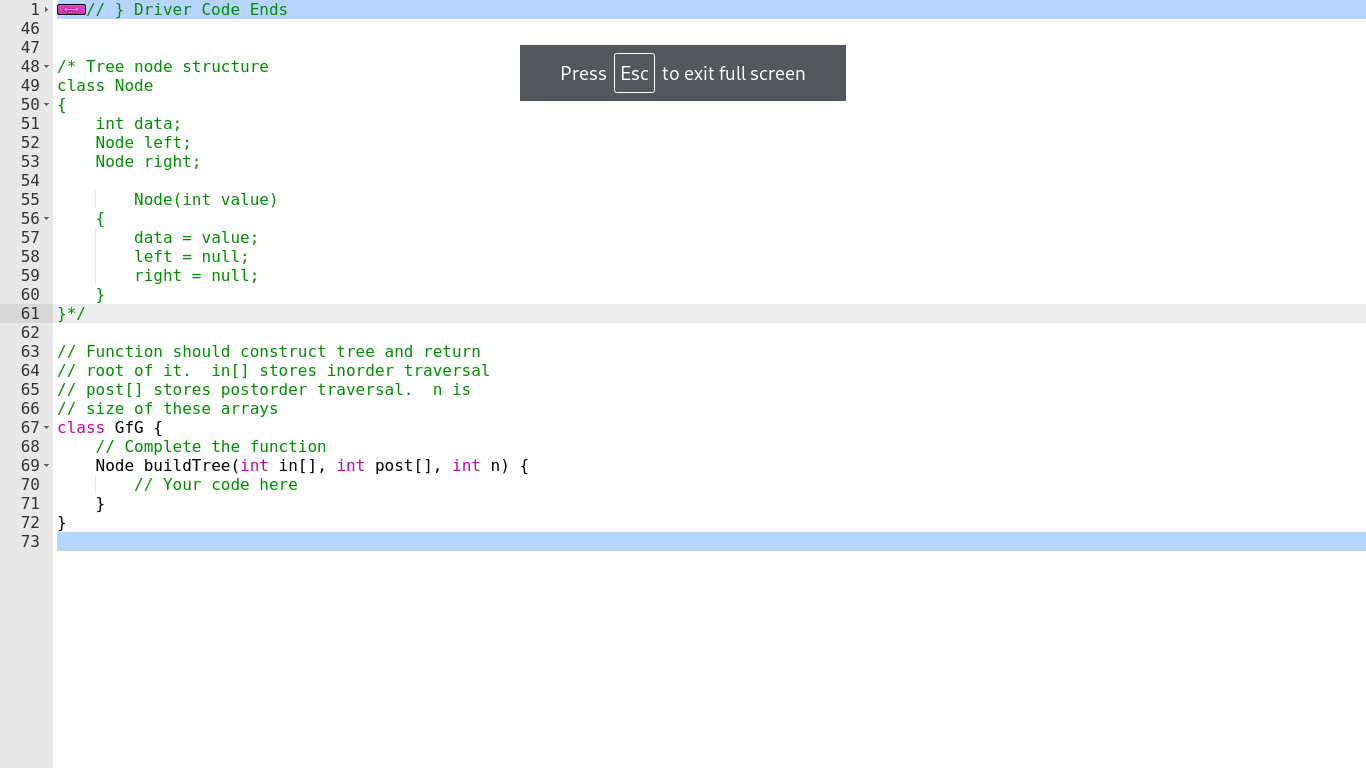 1 // } Driver Code Ends
46
47
48 /* Tree node structure
49 class Node
50 {
51     int data;
52     Node left;
53     Node right;
54
55         Node(int value)
56     {
57         data = value;
58         left = null;
59         right = null;
60     }
61 }*/
62
63 // Function should construct tree and return
64 // root of it.  in[] stores inorder traversal
65 // post[] stores postorder traversal.  n is
66 // size of these arrays
67 class GfG {
68     // Complete the function
69     Node buildTree(int in[], int post[], int n) {
70         // Your code here
71     }
72 }
73
Press Esc to exit full screen